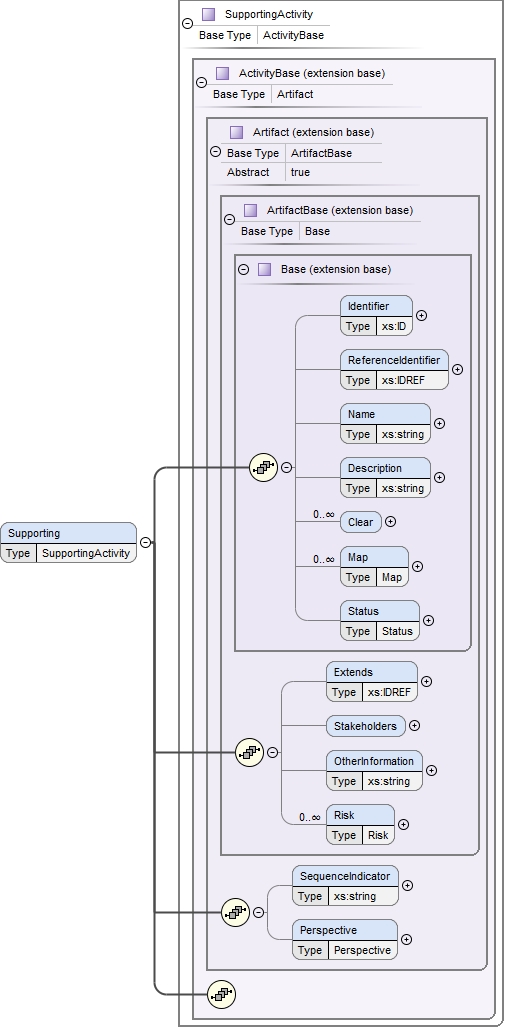 SupportingActivity
Base Type ActivityBase
ActivityBase (extension base)
Base Type Artifact
Artifact (extension base)
Base Type ArtifactBase
Abstract true
ArtifactBase (extension base)
Base Type Base
Base (extension base)
Identifier
Type xs:ID
ReferenceIdentifier
Type xs:IDREF
Name
Type xs:string
Description
Type xs:string
0..∞ Clear
0..∞ Map
Type Map
Status
Type Status
Supporting
Type SupportingActivity
Extends
Type xs:IDREF
Stakeholders
OtherInformation
Type xs:string
0..∞ Risk
Type Risk
SequenceIndicator
Type xs:string
Perspective
Type Perspective